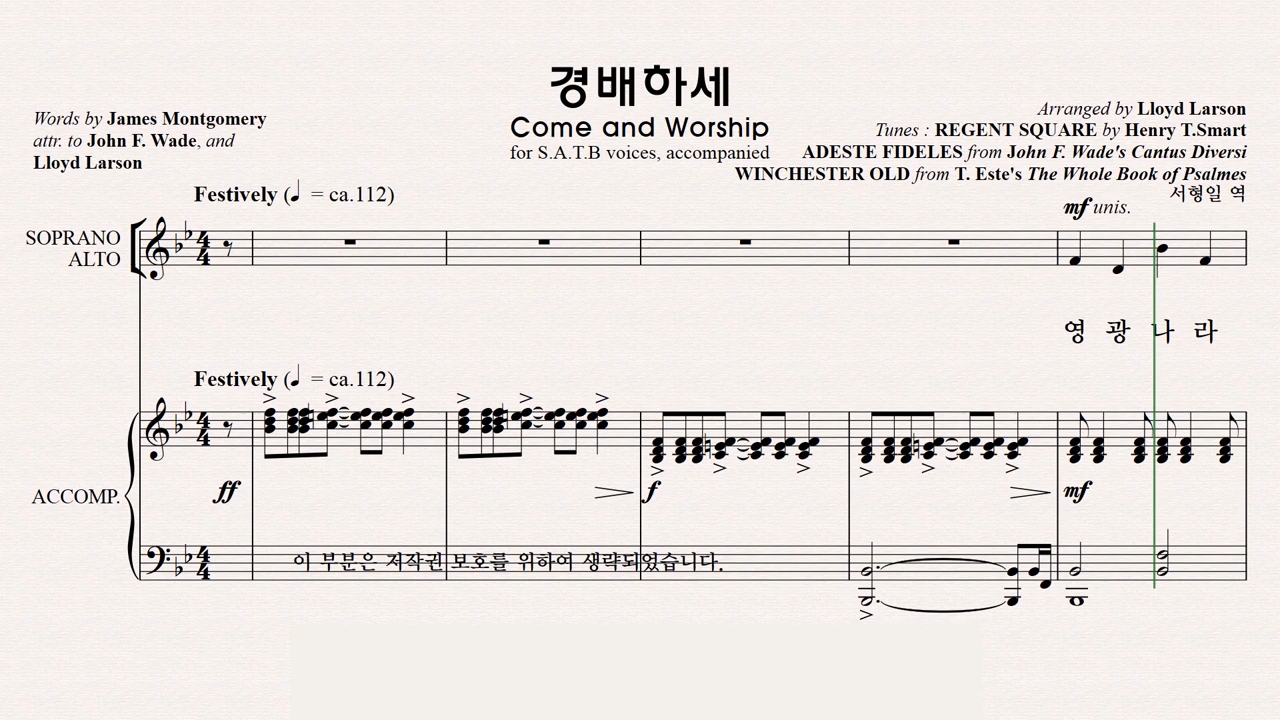 경배하세
Come and Worship
for S.A.T.B voices, accompanied
Words by James Montgomery
attr. to John F. Wade, and
Lloyd Larson
Arranged by Lloyd Larson
Tunes : REGENT SQUARE by Henry T.Smart
ADESTE FIDELES from John F. Wade's Cantus Diversi
WINCHESTER OLD from T. Este's The Whole Book of Psalmes
서형일 역
Festively (♩ = ca.112)
mf unis.
SOPRANO
ALTO
영 광 나 라
Festively (♩ = ca.112)
ACCOMP.
ff f mf
이 부분은 저작권 보호를 위하여 생략되었습니다.